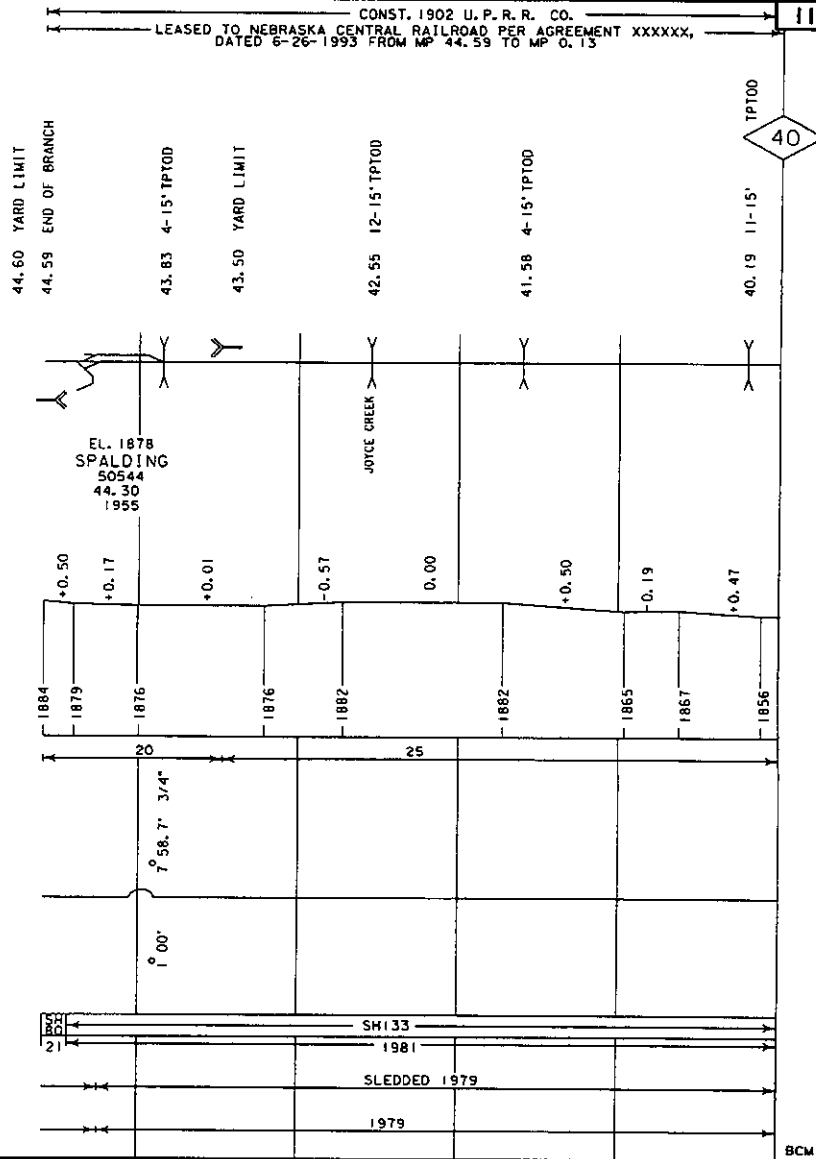 CONST. 1902 U.P.R.R. CO.
11
LEASED TO NEBRASKA CENTRAL RAILROAD PER AGREEMENT XXXXXX,
DATED 6-26-1993 FROM MP 44.59 TO MP 0.13
44.60 YARD LIMIT
44.59 END OF BRANCH
43.83 4-15'TPTOD
43.50 YARD LIMIT
42.55 12-15'TPTOD
41.58 4-15'TPTOD
40.19 11-15' TPTOD
40
JOYCE CREEK
EL. 1878
SPALDING
50544
44.30
1955
+0.50
+0.17
+0.01
-0.57
0.00
+0.50
-0.19
+0.47
1884
1879
1876
1876
1882
1882
1865
1867
1856
20
25
7°58.7' 3/4"
1°00'
SH133
21
1981
SLEDDED 1979
1979
BCM